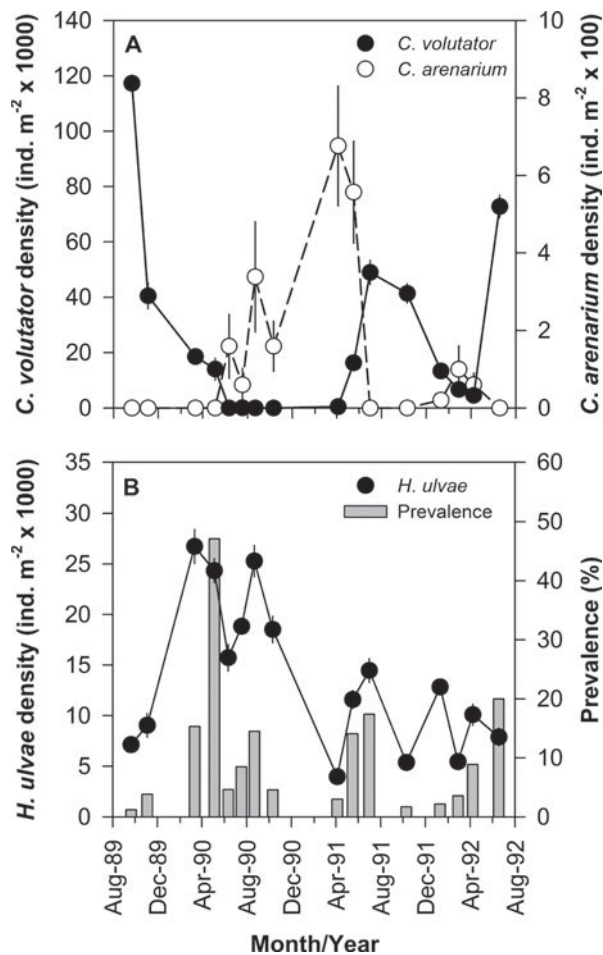 A
C. volutator
C. arenarium
C. volutator density (ind. m⁻² x 1000)
140
120
100
80
60
40
20
0
C. arenarium density (ind. m⁻² x 100)
10
8
6
4
2
0
B
H. ulvae
Prevalence
H. ulvae density (ind. m⁻² x 1000)
35
30
25
20
15
10
5
0
Prevalence (%)
60
50
40
30
20
10
0
Aug-89
Dec-89
Apr-90
Aug-90
Dec-90
Apr-91
Aug-91
Dec-91
Apr-92
Aug-92
Month/Year